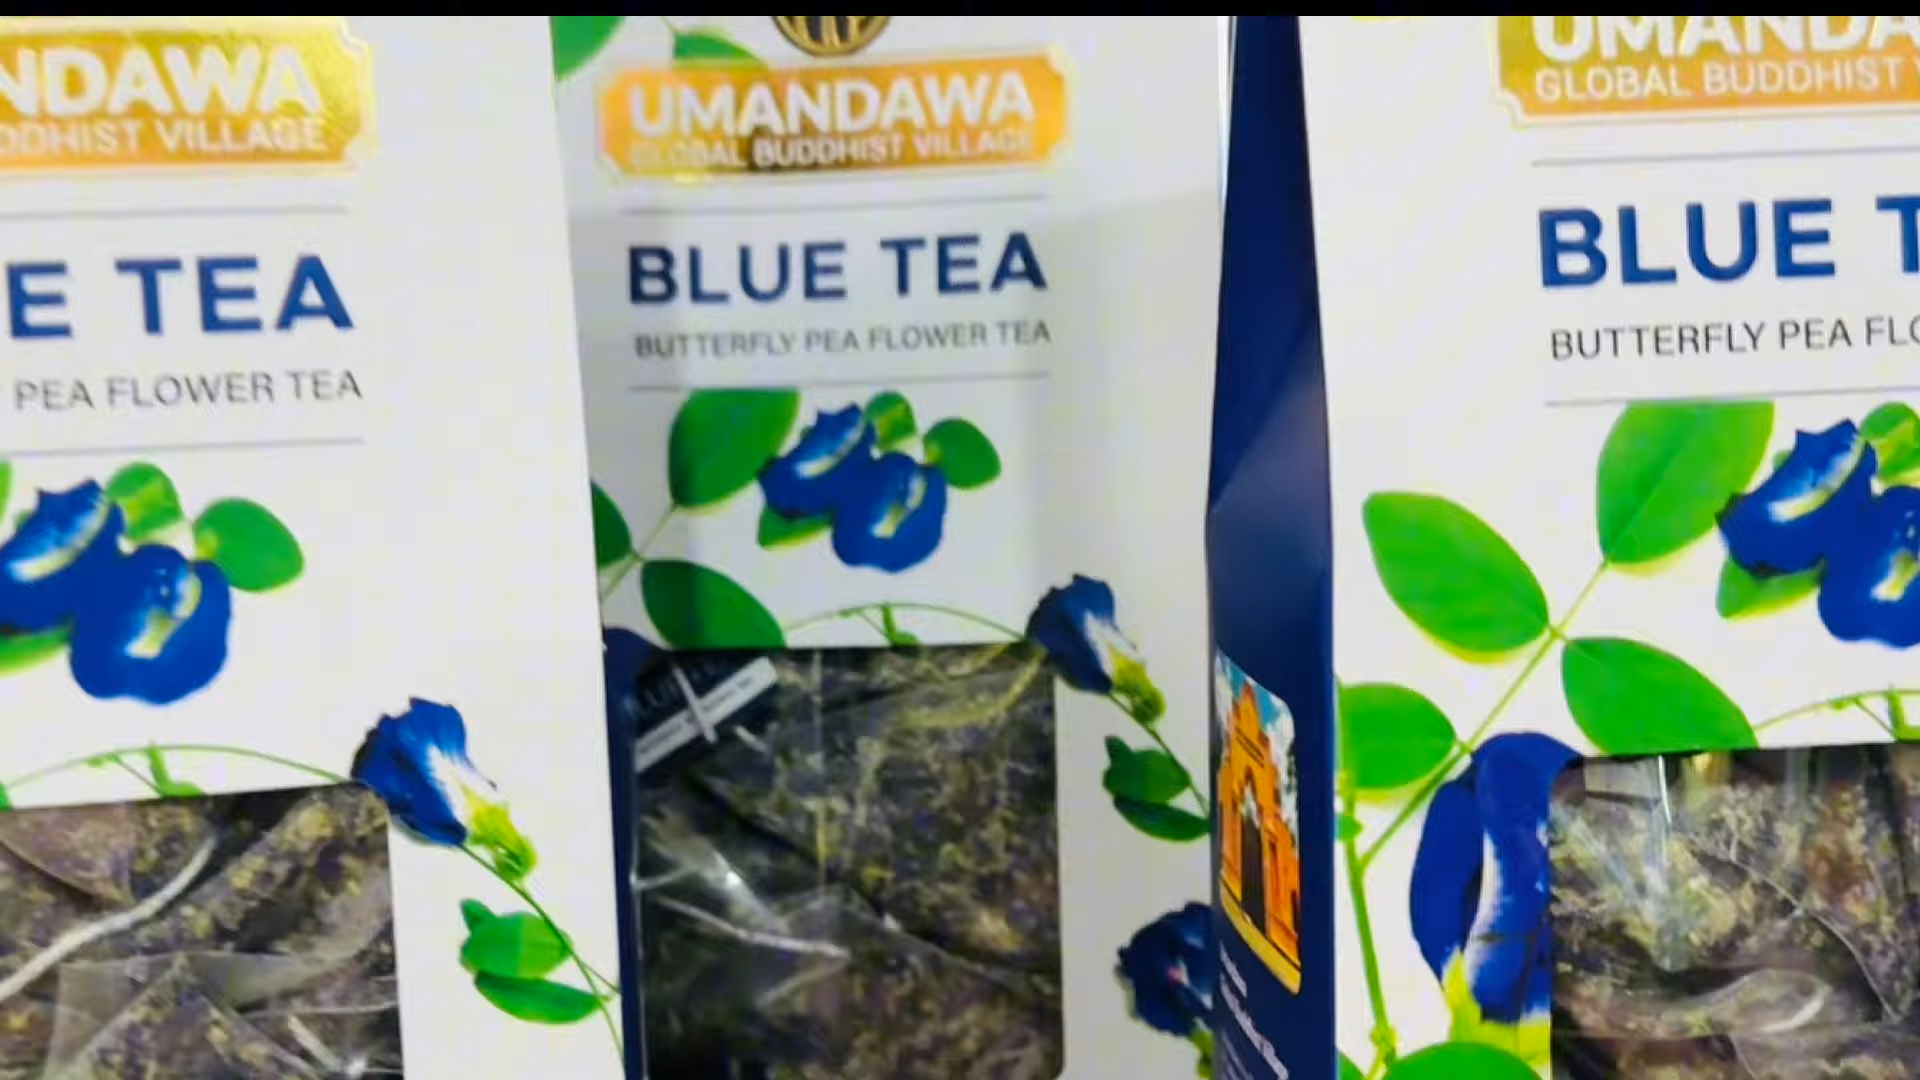 NDAWA
DDHIST VILLAGE
E TEA
PEA FLOWER TEA
UMANDAWA
GLOBAL BUDDHIST VILLAGE
BLUE TEA
BUTTERFLY PEA FLOWER TEA
UMANDA
GLOBAL BUDDHIST
BLUE T
BUTTERFLY PEA FLO